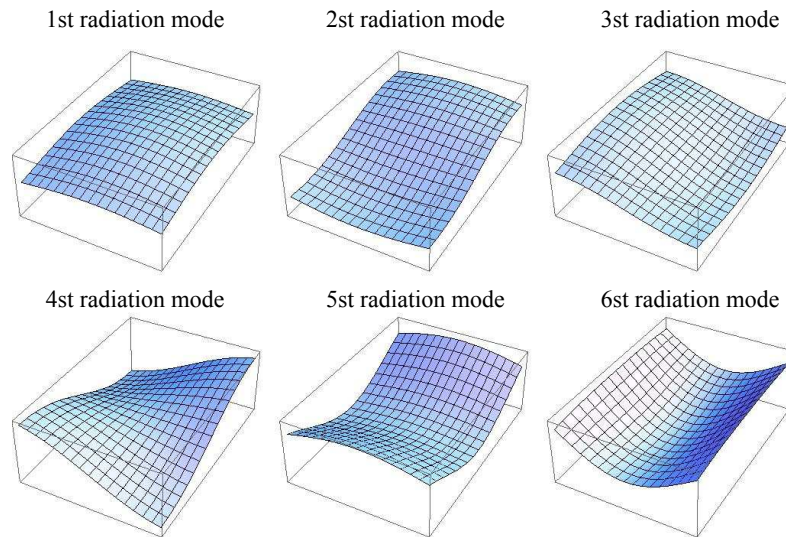 1st radiation mode
2st radiation mode
3st radiation mode
4st radiation mode
5st radiation mode
6st radiation mode